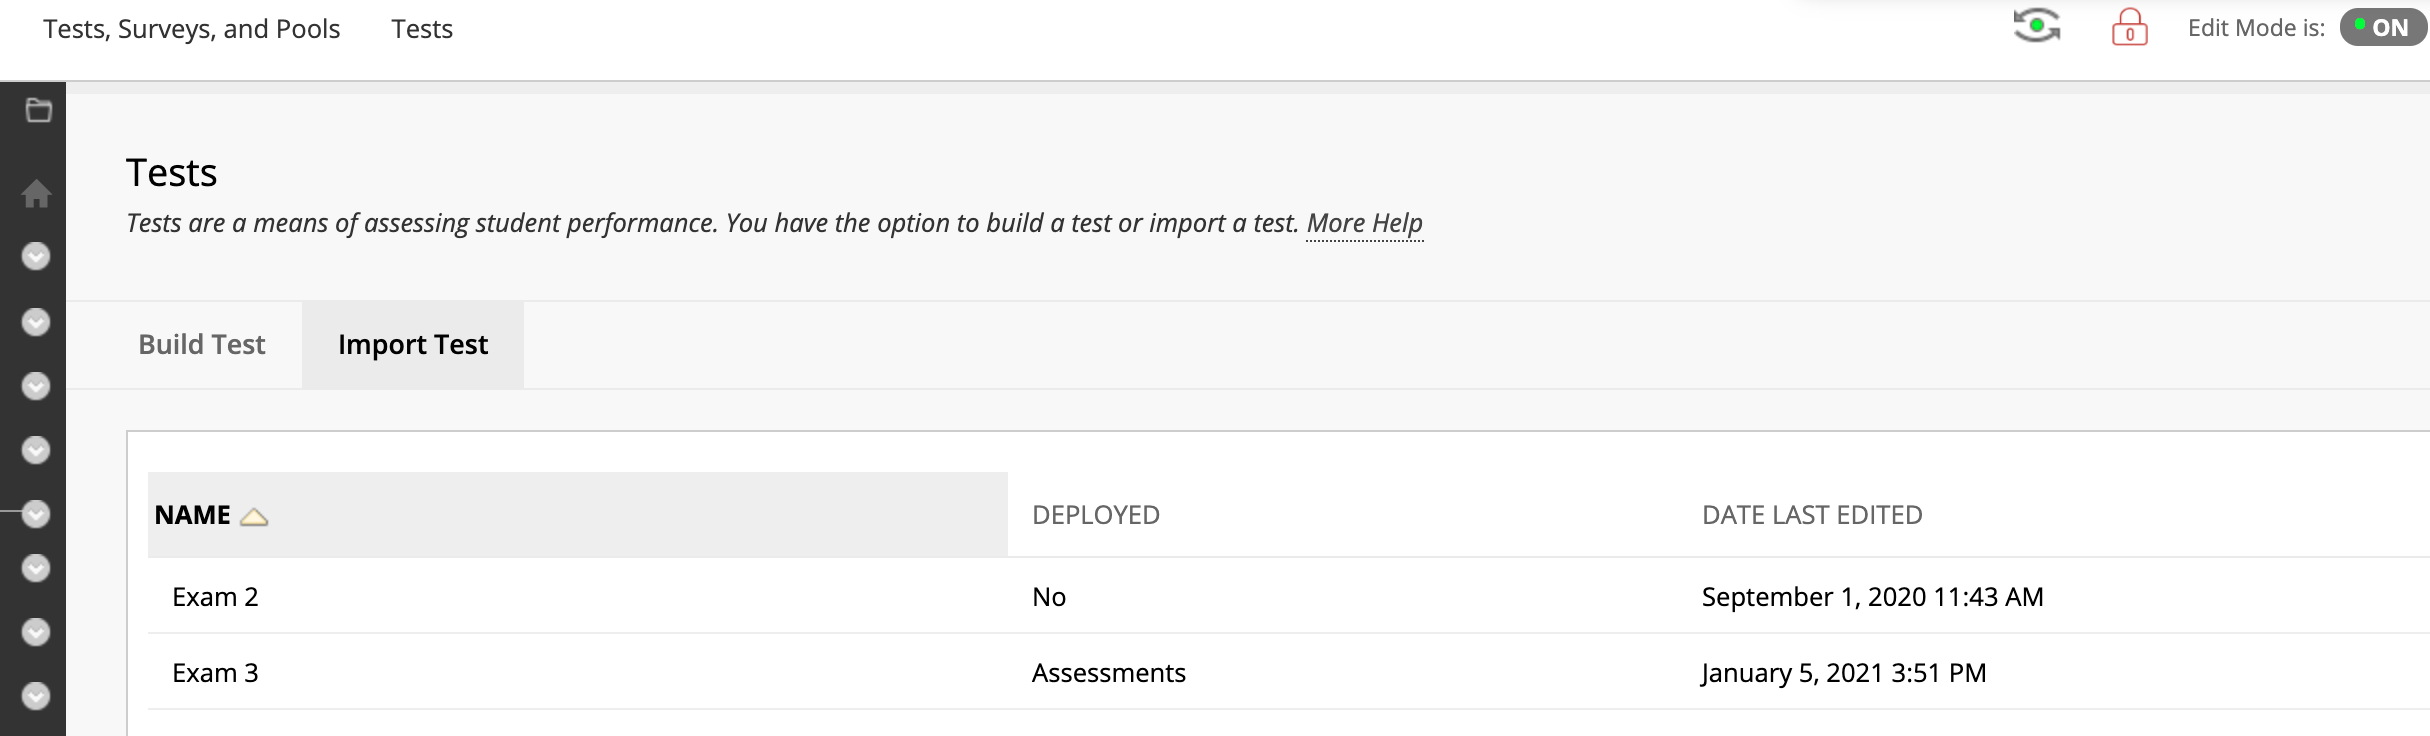 Tests, Surveys, and Pools Tests
Edit Mode is: ON
Tests
Tests are a means of assessing student performance. You have the option to build a test or import a test. More Help
Build Test Import Test
NAME DEPLOYED DATE LAST EDITED
Exam 2 No September 1, 2020 11:43 AM
Exam 3 Assessments January 5, 2021 3:51 PM